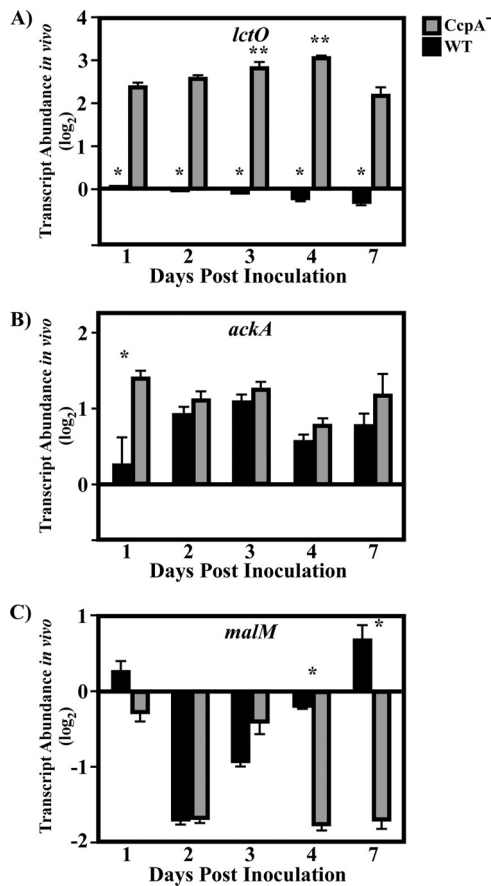 A)
CcpA⁻
WT
lctO
Transcript Abundance in vivo
(log2)
4
3
2
1
0
**
**
* * * * *
1 2 3 4 7
Days Post Inoculation
B)
ackA
Transcript Abundance in vivo
(log2)
2
1
0
*
1 2 3 4 7
Days Post Inoculation
C)
malM
Transcript Abundance in vivo
(log2)
1
0
-1
-2
*
*
1 2 3 4 7
Days Post Inoculation